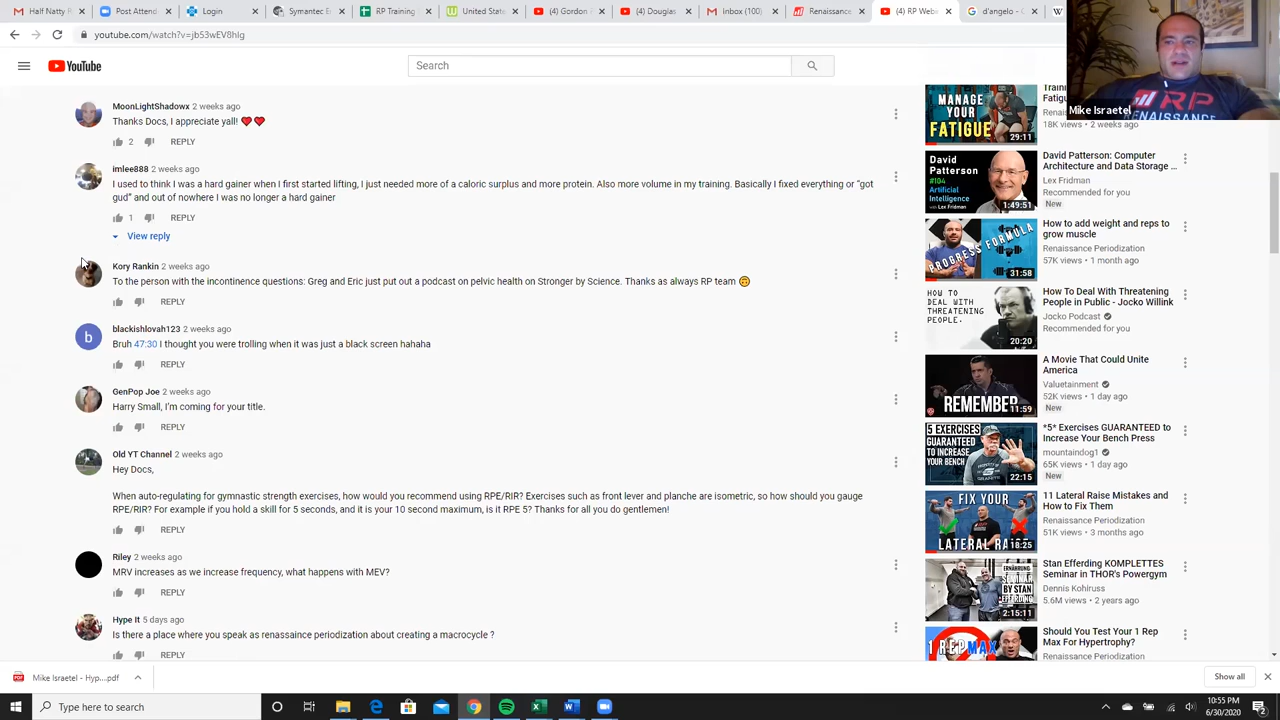 Half Natty
Post Attend
Login
Symantec E
RP Training
United State
(4) Gordon
(4) Douglas
Inbox (100)
Renaissance
(4) RP Web
d'angelo - G
W
youtube.com/watch?v=jb53wEV8hIg
YouTube
Search
Mike Israetel
RP
RENAISSANCE
MoonLightShadowx 2 weeks ago
Thanks Docs, I appreciate yall! ❤️❤️
2 REPLY
imlee888 2 weeks ago
I used to think I was a hard gainer when I first started lifting, i just needed more of a caloric surplus and more protein. Also more volume in my training. Basically I fixed everything or “got
gud” and out of nowhere I was no longer a hard gainer
1 REPLY
View reply
Kory Rankin 2 weeks ago
To the person with the incontinence questions: Greg and Eric just put out a podcast on pelvic health on Stronger by Science. Thanks as always RP team 🙃
REPLY
b
blackishlovah123 2 weeks ago
Bruh 47:30 I thought you were trolling when it was just a black screen hahaha
REPLY
GenPop Joe 2 weeks ago
Harry Small, I'm coming for your title.
REPLY
Old YT Channel 2 weeks ago
Hey Docs,
When auto-regulating for gymnastic strength exercises, how would you recommend using RPE/RIR? Exercises such as front lever and planche are isometric, so how should you gauge
RPE/RIR? For example if you hold a skill for 5 seconds, and it is your 10 second maximum, is it RPE 5? Thanks for all you do gentlemen!
REPLY
Riley 2 weeks ago
MRV increases as we increase frequency. What happens with MEV?
REPLY
Hype It 5 days ago
Is there a place where you speak as renaissaince periodization about creating a macrocycle ?
REPLY
MANAGE
YOUR
FATIGUE
29:11
Fatig
Renai
18K views • 2 weeks ago
David
Patterson
#104
Artificial
Intelligence
with Lex Fridman
1:49:51
David Patterson: Computer
Architecture and Data Storage ...
Lex Fridman
Recommended for you
New
PROGRESS FORMULA
31:58
How to add weight and reps to
grow muscle
Renaissance Periodization
57K views • 1 month ago
HOW TO
DEAL WITH
THREATENING
PEOPLE.
20:20
How To Deal With Threatening
People in Public - Jocko Willink
Jocko Podcast
Recommended for you
REMEMBER
11:59
A Movie That Could Unite
America
Valuetainment
52K views • 1 day ago
New
5 EXERCISES
GUARANTEED
TO INCREASE
YOUR BENCH
22:15
*5* Exercises GUARANTEED to
Increase Your Bench Press
mountaindog1
65K views • 1 day ago
New
FIX YOUR
LATERAL RA
18:25
11 Lateral Raise Mistakes and
How to Fix Them
Renaissance Periodization
51K views • 3 months ago
ERNÄHRUNG
SEMINAR
BY STAN
EFFERDING
2:15:11
Stan Efferding KOMPLETTES
Seminar in THOR's Powergym
Dennis Kohlruss
5.6M views • 2 years ago
1 REP MAX
Should You Test Your 1 Rep
Max For Hypertrophy?
Renaissance Periodization
PDF
Mike Israetel - Hyp....pdf
Show all
Type here to search
10:55 PM
6/30/2020
2